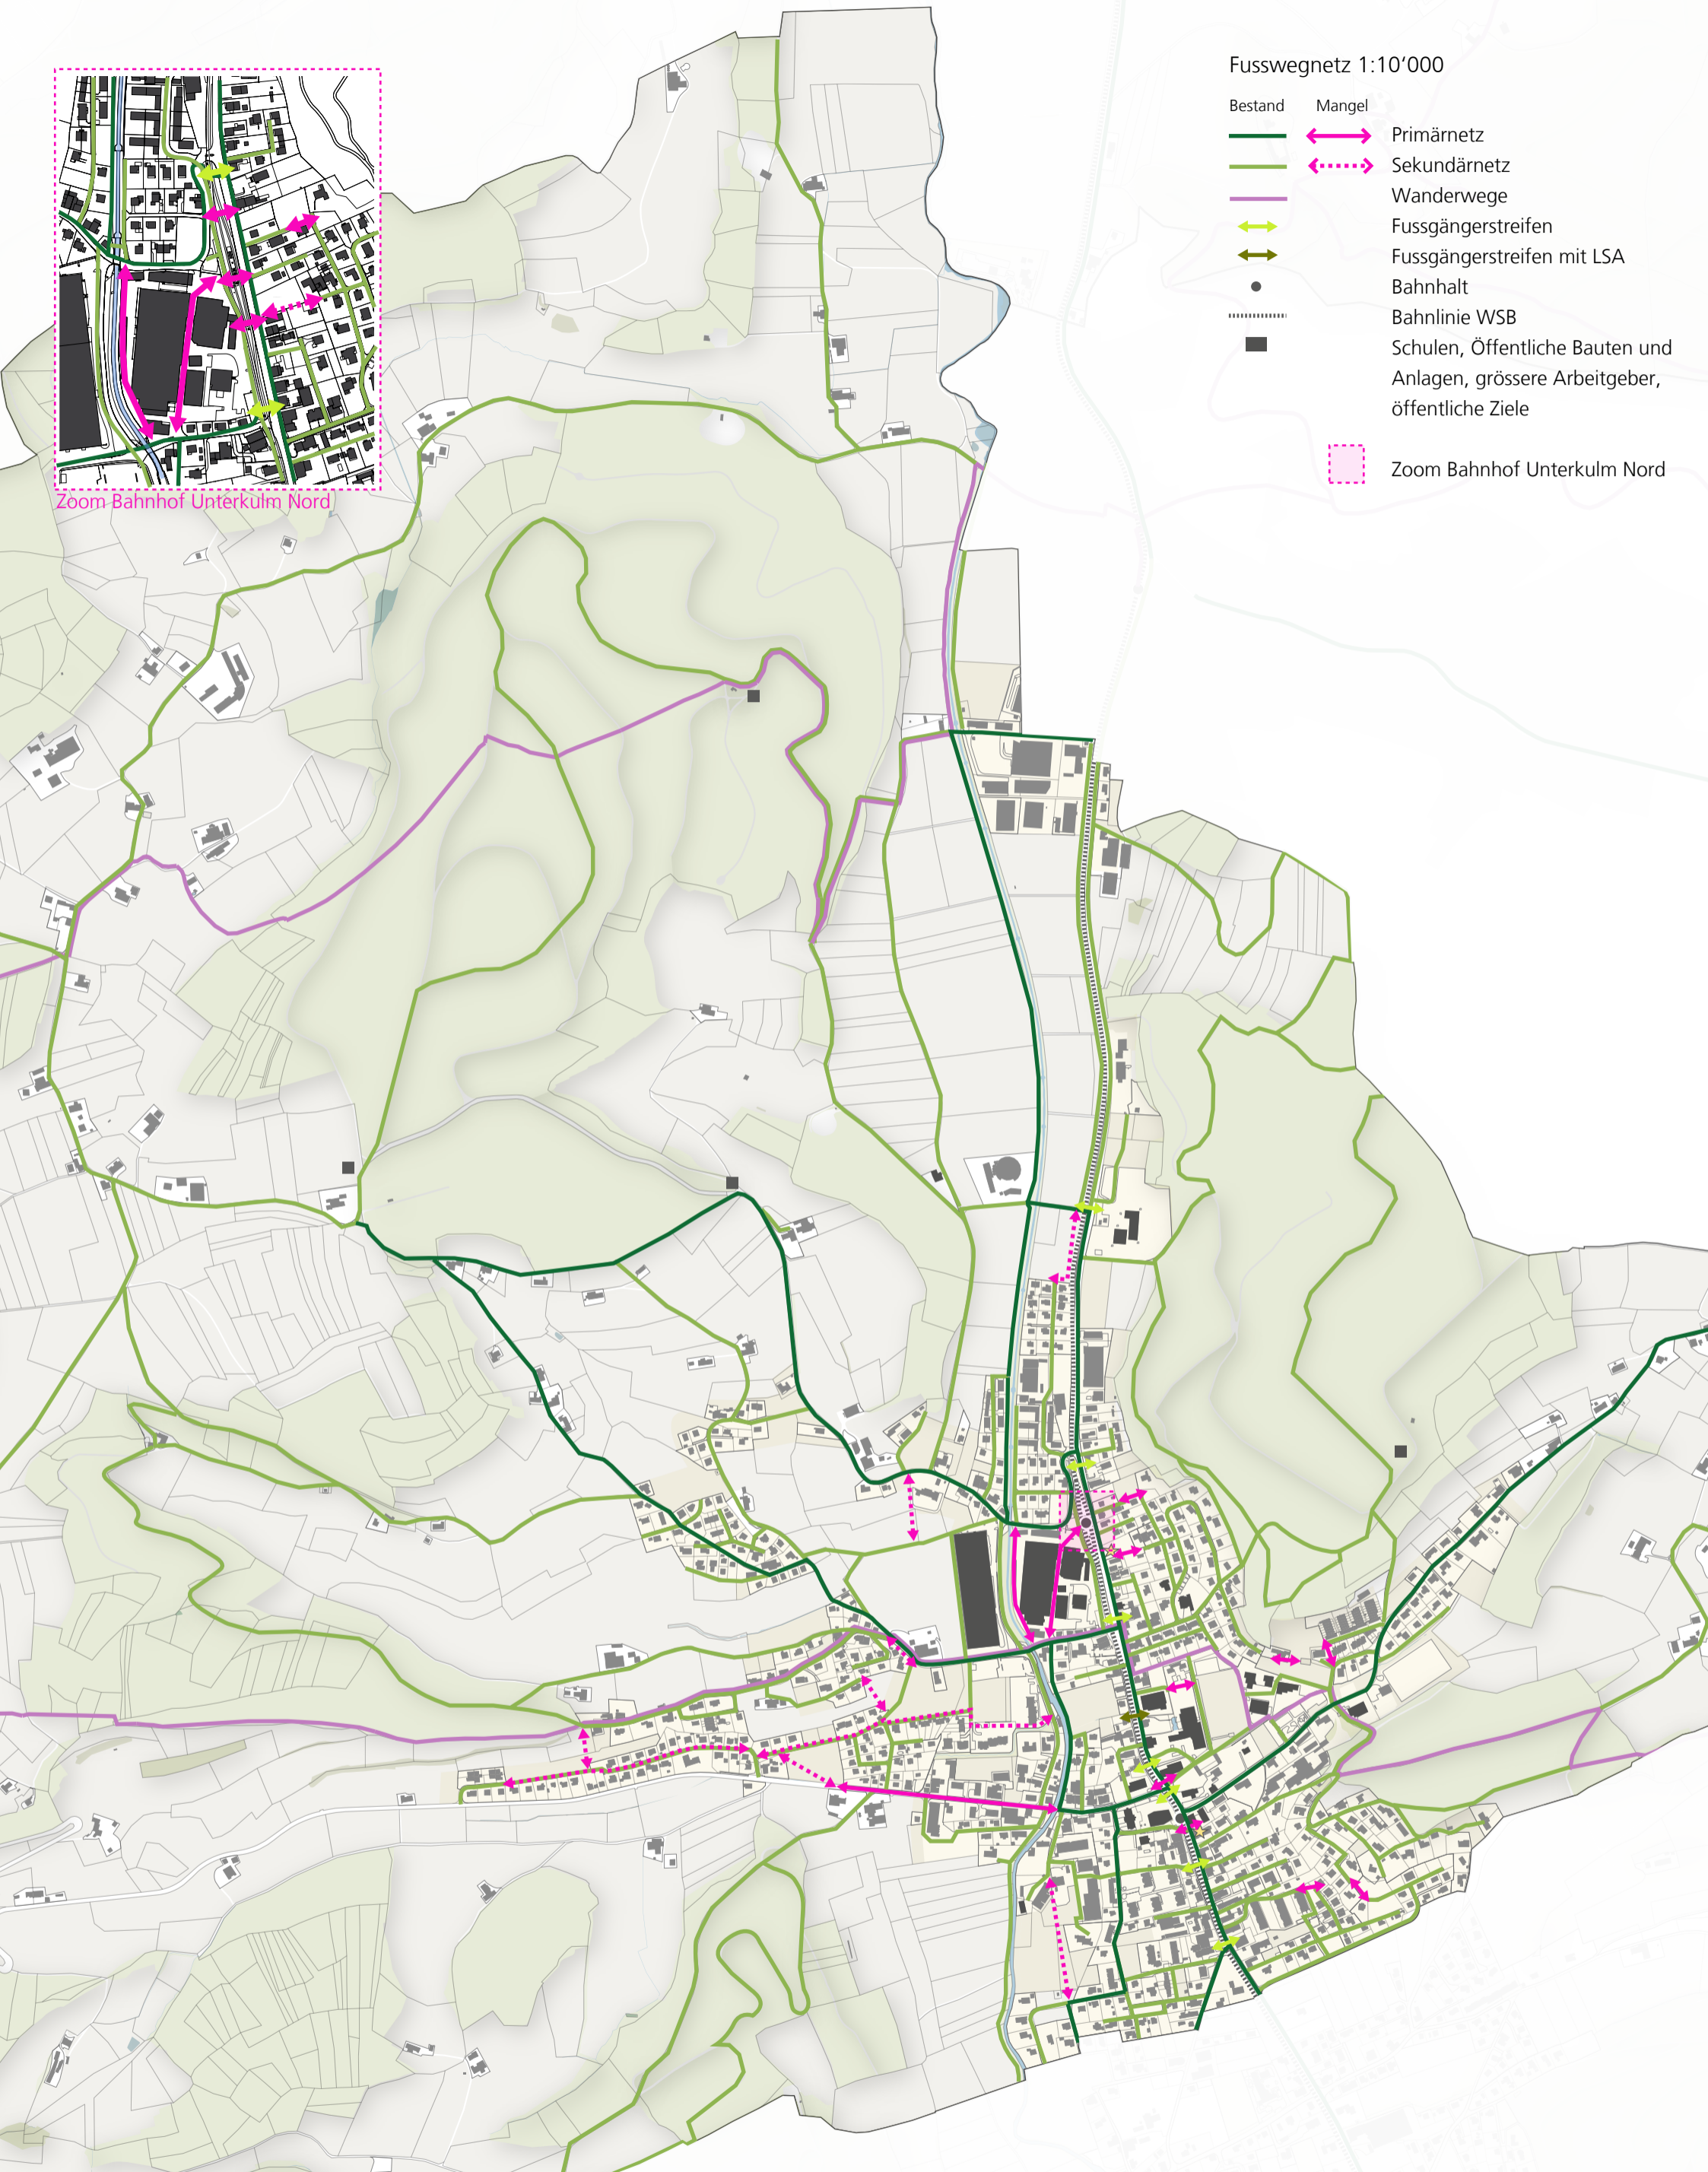 Fusswegnetz 1:10‘000
Bestand Mangel
Primärnetz
Sekundärnetz
Wanderwege
Fussgängerstreifen
Fussgängerstreifen mit LSA
Bahnhalt
Bahnlinie WSB
Schulen, Öffentliche Bauten und
Anlagen, grössere Arbeitgeber,
öffentliche Ziele
Zoom Bahnhof Unterkulm Nord
Zoom Bahnhof Unterkulm Nord